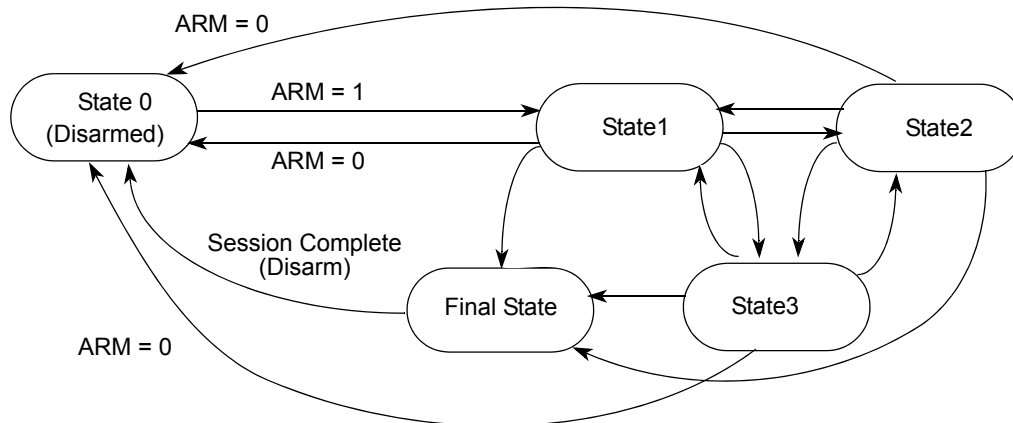 ARM = 0
State 0
(Disarmed)
ARM = 1
ARM = 0
State1
State2
Session Complete
(Disarm)
Final State
State3
ARM = 0